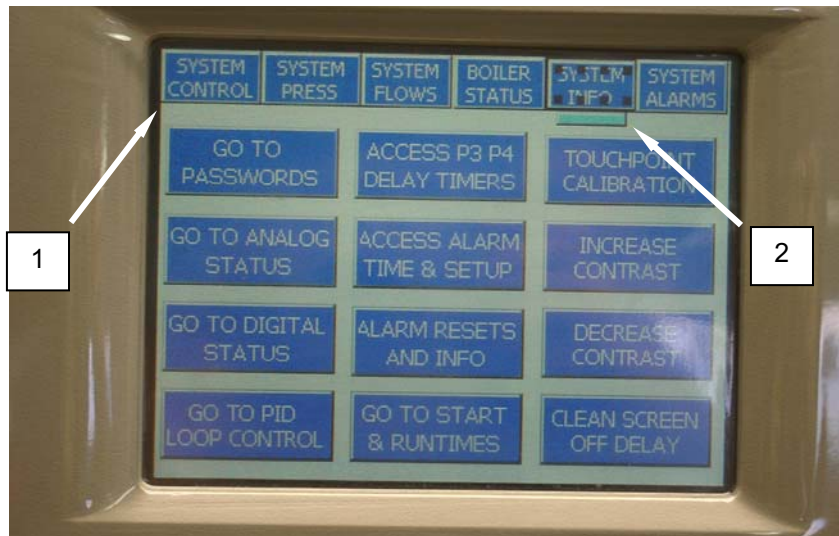 SYSTEM SYSTEM SYSTEM BOILER SYSTEM SYSTEM
CONTROL PRESS FLOWS STATUS INFO ALARMS
GO TO
PASSWORDS
ACCESS P3 P4
DELAY TIMERS
TOUCHPOINT
CALIBRATION
GO TO ANALOG
STATUS
ACCESS ALARM
TIME & SETUP
INCREASE
CONTRAST
GO TO DIGITAL
STATUS
ALARM RESETS
AND INFO
DECREASE
CONTRAST
GO TO PID
LOOP CONTROL
GO TO START
& RUNTIMES
CLEAN SCREEN
OFF DELAY
1
2